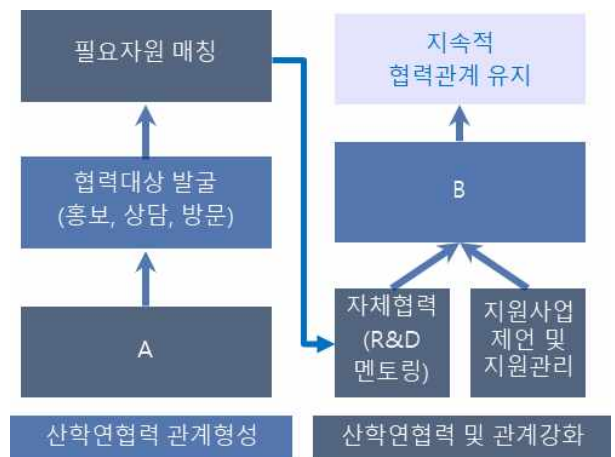 필요자원 매칭
협력대상 발굴
(홍보, 상담, 방문)
A
산학연협력 관계형성
지속적
협력관계 유지
B
자체협력
(R&D
멘토링)
지원사업
제언 및
지원관리
산학연협력 및 관계강화